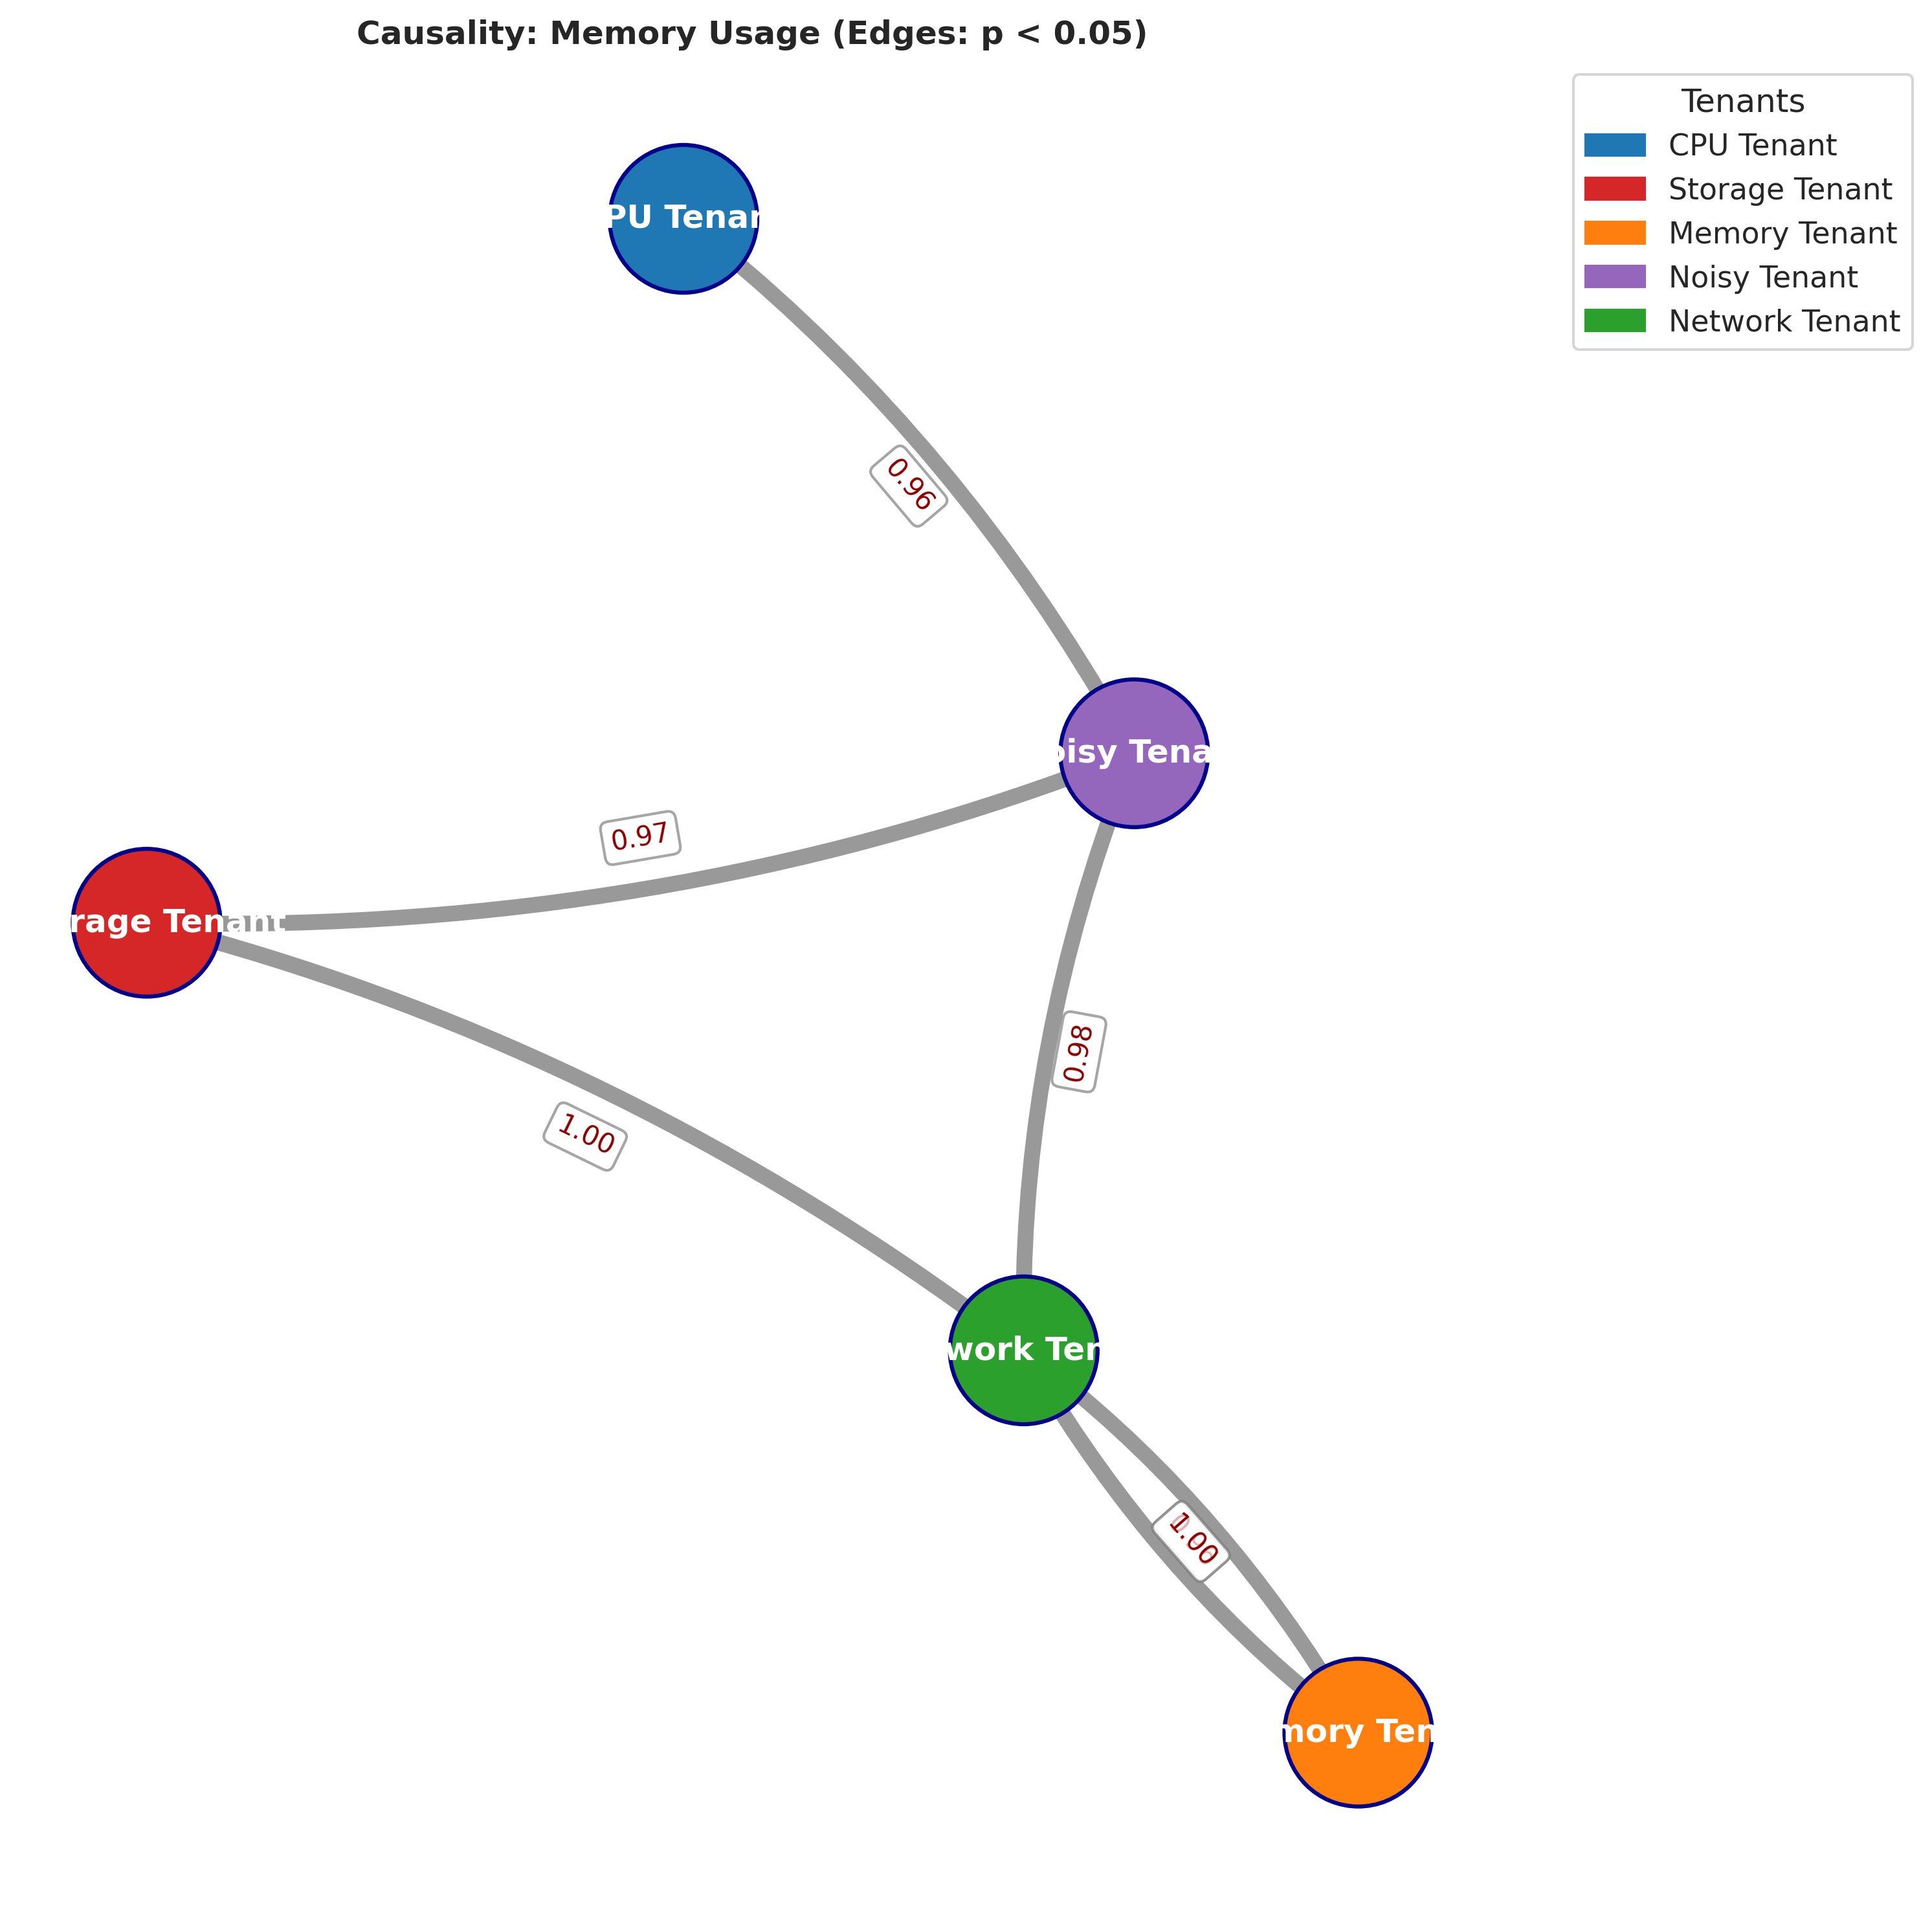 Causality: Memory Usage (Edges: p < 0.05)
Tenants
CPU Tenant
Storage Tenant
Memory Tenant
Noisy Tenant
Network Tenant
PU Tenan
0.96
oisy Tena
0.97
rage Tenant
0.98
1.00
work Ten
1.00
mory Ten